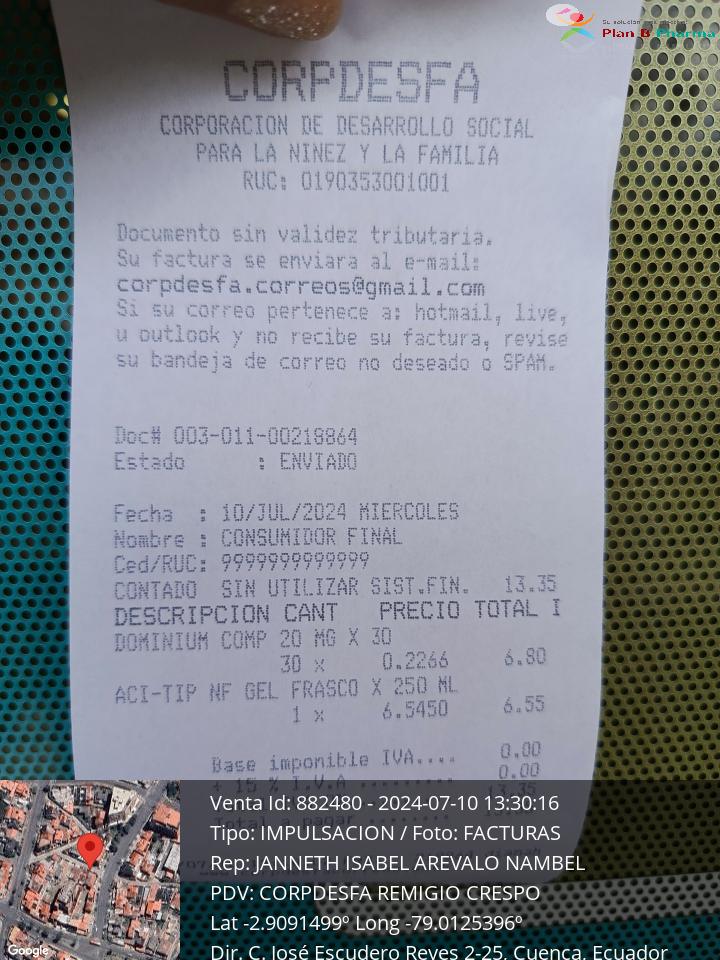 Plan B Pharma
CORPDESFA
CORPORACION DE DESARROLLO SOCIAL
PARA LA NINEZ Y LA FAMILIA
RUC: 0190353001001
Documento sin validez tributaria.
Su factura se enviara al e-mail:
corpdesfa.correos@gmail.com
Si su correo pertenece a: hotmail, live,
u outlook y no recibe su factura, revise
su bandeja de correo no deseado o SPAM.
Doc# 003-011-00218864
Estado : ENVIADO
Fecha : 10/JUL/2024 MIERCOLES
Nombre : CONSUMIDOR FINAL
Ced/RUC: 9999999999999
CONTADO SIN UTILIZAR SIST.FIN. 13.35
DESCRIPCION CANT PRECIO TOTAL I
DOMINIUM COMP 20 MG X 30
30 x 0.2266 6.80
ACI-TIP NF GEL FRASCO X 250 ML
1 x 6.5450 6.55
Base imponible IVA.... 0.00
+ 15 % I.V.A ......... 0.00
Total a pagar ........ 13.35
Venta Id: 882480 - 2024-07-10 13:30:16
Tipo: IMPULSACION / Foto: FACTURAS
Rep: JANNETH ISABEL AREVALO NAMBEL
PDV: CORPDESFA REMIGIO CRESPO
Lat -2.9091499º Long -79.0125396º
Dir. C. José Escudero Reyes 2-25, Cuenca, Ecuador
Google